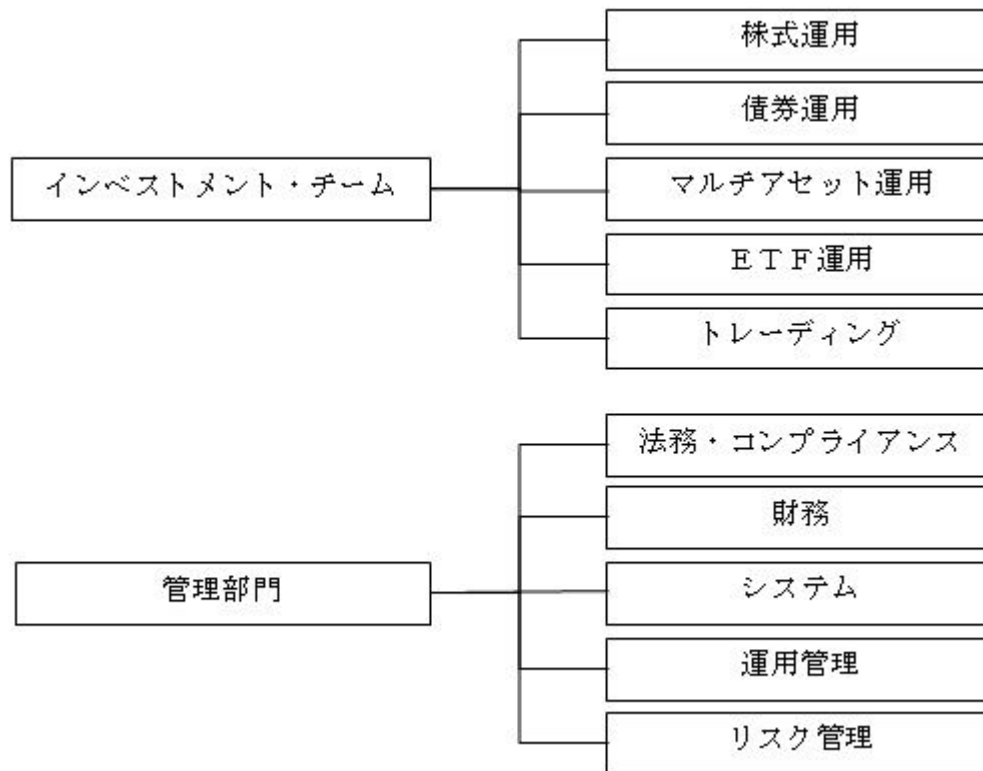 インベストメント・チーム
株式運用
債券運用
マルチアセット運用
ＥＴＦ運用
トレーディング
管理部門
法務・コンプライアンス
財務
システム
運用管理
リスク管理